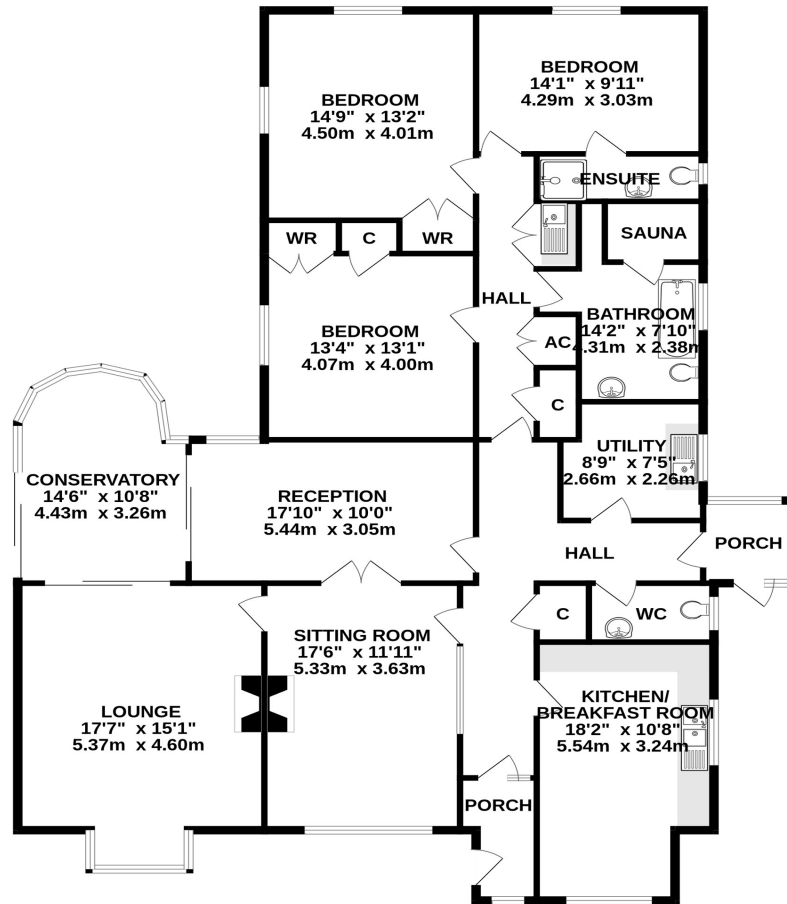 BEDROOM
14'9" x 13'2"
4.50m x 4.01m
BEDROOM
14'1" x 9'11"
4.29m x 3.03m
ENSUITE
WR
C
WR
SAUNA
HALL
BEDROOM
13'4" x 13'1"
4.07m x 4.00m
BATHROOM
14'2" x 7'10"
4.31m x 2.38m
AC
C
UTILITY
8'9" x 7'5"
2.66m x 2.26m
CONSERVATORY
14'6" x 10'8"
4.43m x 3.26m
RECEPTION
17'10" x 10'0"
5.44m x 3.05m
HALL
PORCH
C
WC
SITTING ROOM
17'6" x 11'11"
5.33m x 3.63m
LOUNGE
17'7" x 15'1"
5.37m x 4.60m
KITCHEN/
BREAKFAST ROOM
18'2" x 10'8"
5.54m x 3.24m
PORCH